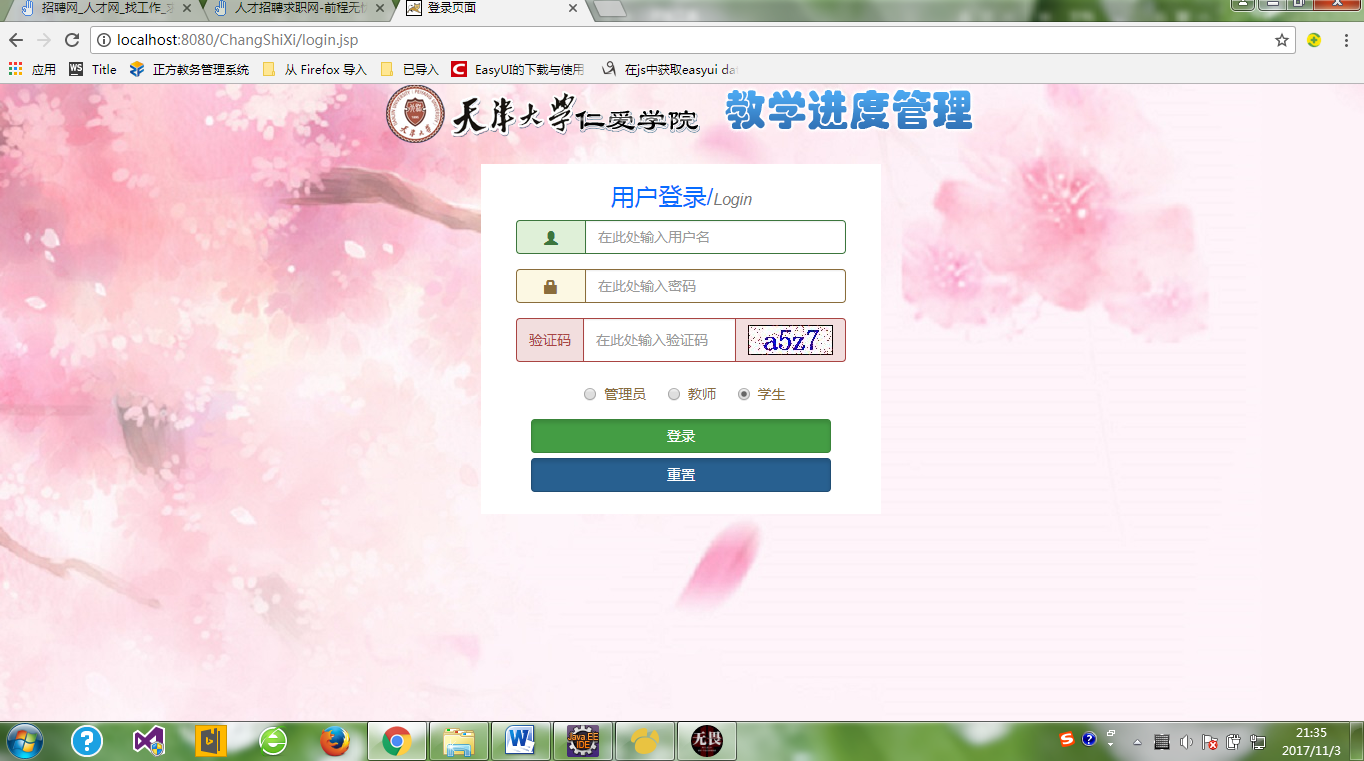 招聘网_人才网_找工作_求
人才招聘求职网-前程无忧
登录页面
localhost:8080/ChangShiXi/login.jsp
应用 Title 正方教务管理系统 从 Firefox 导入 已导入 EasyUI的下载与使用 在js中获取easyui dat
天津大学仁爱学院 教学进度管理
用户登录/Login
在此处输入用户名
在此处输入密码
验证码 在此处输入验证码 a5z7
管理员 教师 学生
登录
重置
Java EE
IDE
无畏
21:35
2017/11/3